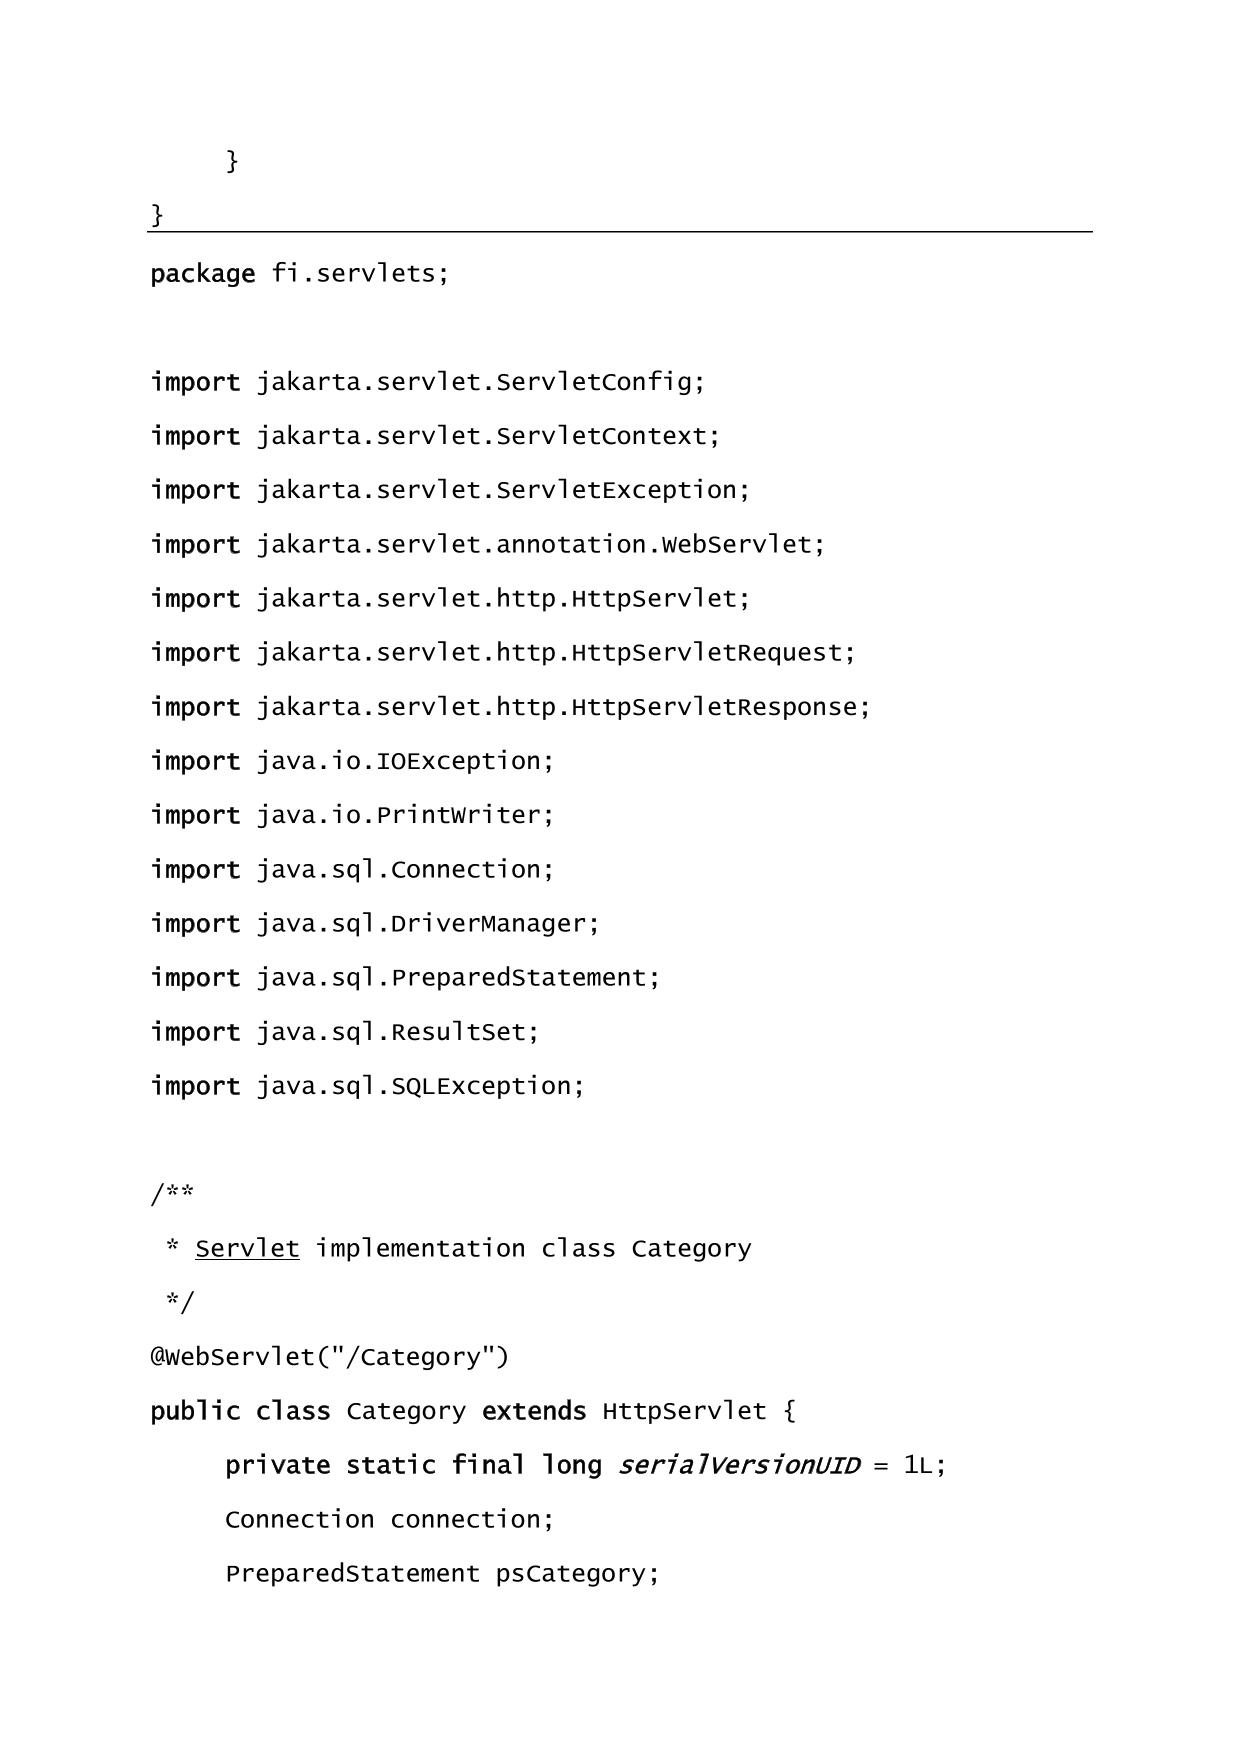 }
}
package fi.servlets;
import jakarta.servlet.ServletConfig;
import jakarta.servlet.ServletContext;
import jakarta.servlet.ServletException;
import jakarta.servlet.annotation.WebServlet;
import jakarta.servlet.http.HttpServlet;
import jakarta.servlet.http.HttpServletRequest;
import jakarta.servlet.http.HttpServletResponse;
import java.io.IOException;
import java.io.PrintWriter;
import java.sql.Connection;
import java.sql.DriverManager;
import java.sql.PreparedStatement;
import java.sql.ResultSet;
import java.sql.SQLException;
/**
 * Servlet implementation class Category
 */
@WebServlet("/Category")
public class Category extends HttpServlet {
     private static final long serialVersionUID = 1L;
     Connection connection;
     PreparedStatement psCategory;